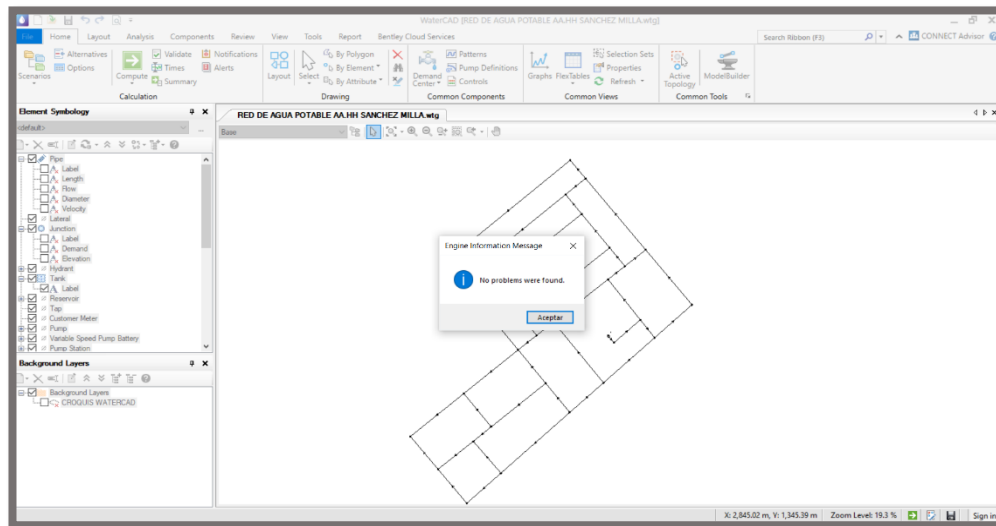 WaterCAD [RED DE AGUA POTABLE AA.HH SANCHEZ MILLA.wtg]
File Home Layout Analysis Components Review View Tools Report Bentley Cloud Services Search Ribbon (F3) CONNECT Advisor
Scenarios Alternatives Options Compute Validate Times Summary Notifications Alerts
Calculation
Layout Select By Polygon By Element By Attribute
Drawing
Demand Center Patterns Pump Definitions Controls
Common Components
Graphs FlexTables Selection Sets Properties Refresh
Common Views
Active Topology ModelBuilder
Common Tools
Element Symbology
<default>
Pipe
Label
Length
Flow
Diameter
Velocity
Lateral
Junction
Label
Demand
Elevation
Hydrant
Tank
Label
Reservoir
Tap
Customer Meter
Pump
Variable Speed Pump Battery
Pump Station
Background Layers
Background Layers
CROQUIS WATERCAD
RED DE AGUA POTABLE AA.HH SANCHEZ MILLA.wtg
Base
Engine Information Message
No problems were found.
Aceptar
X: 2,845.02 m, Y: 1,345.39 m Zoom Level: 19.3 % Sign in